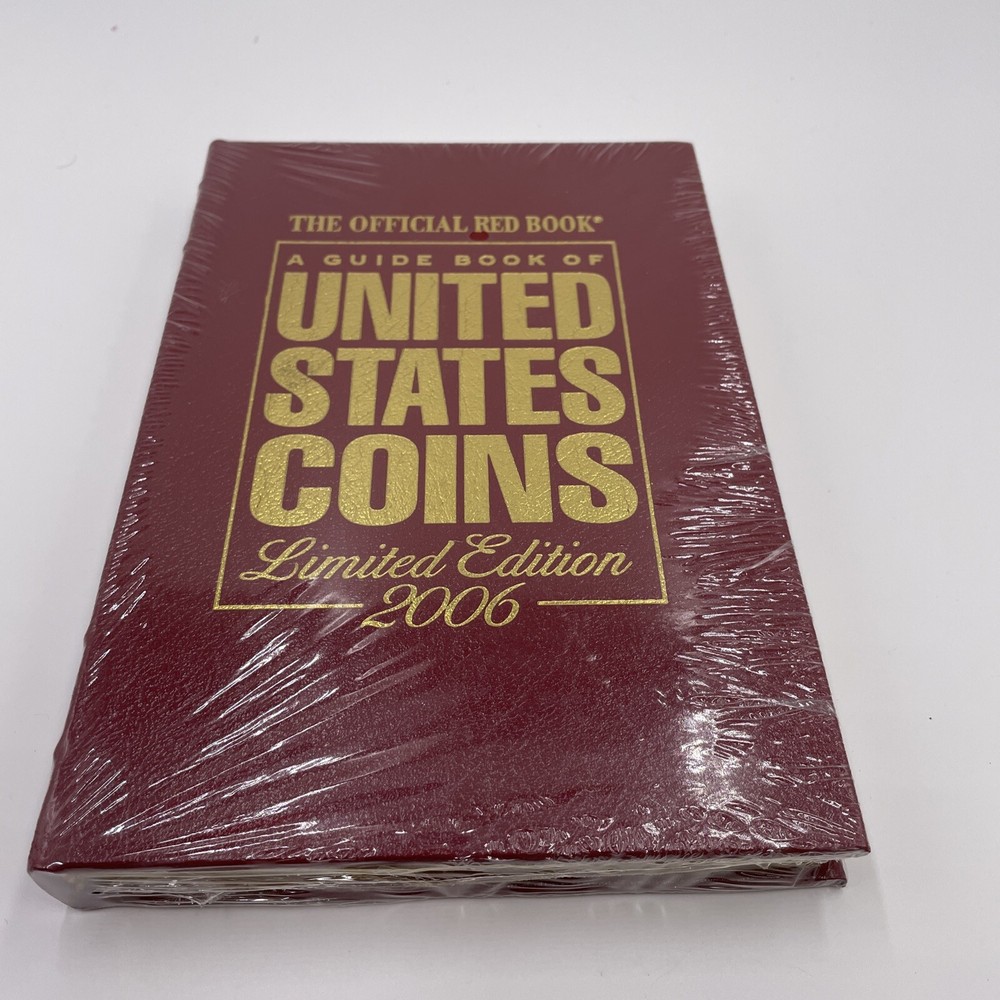 THE OFFICIAL RED BOOK®
A GUIDE BOOK OF
UNITED
STATES
COINS
Limited Edition
2006